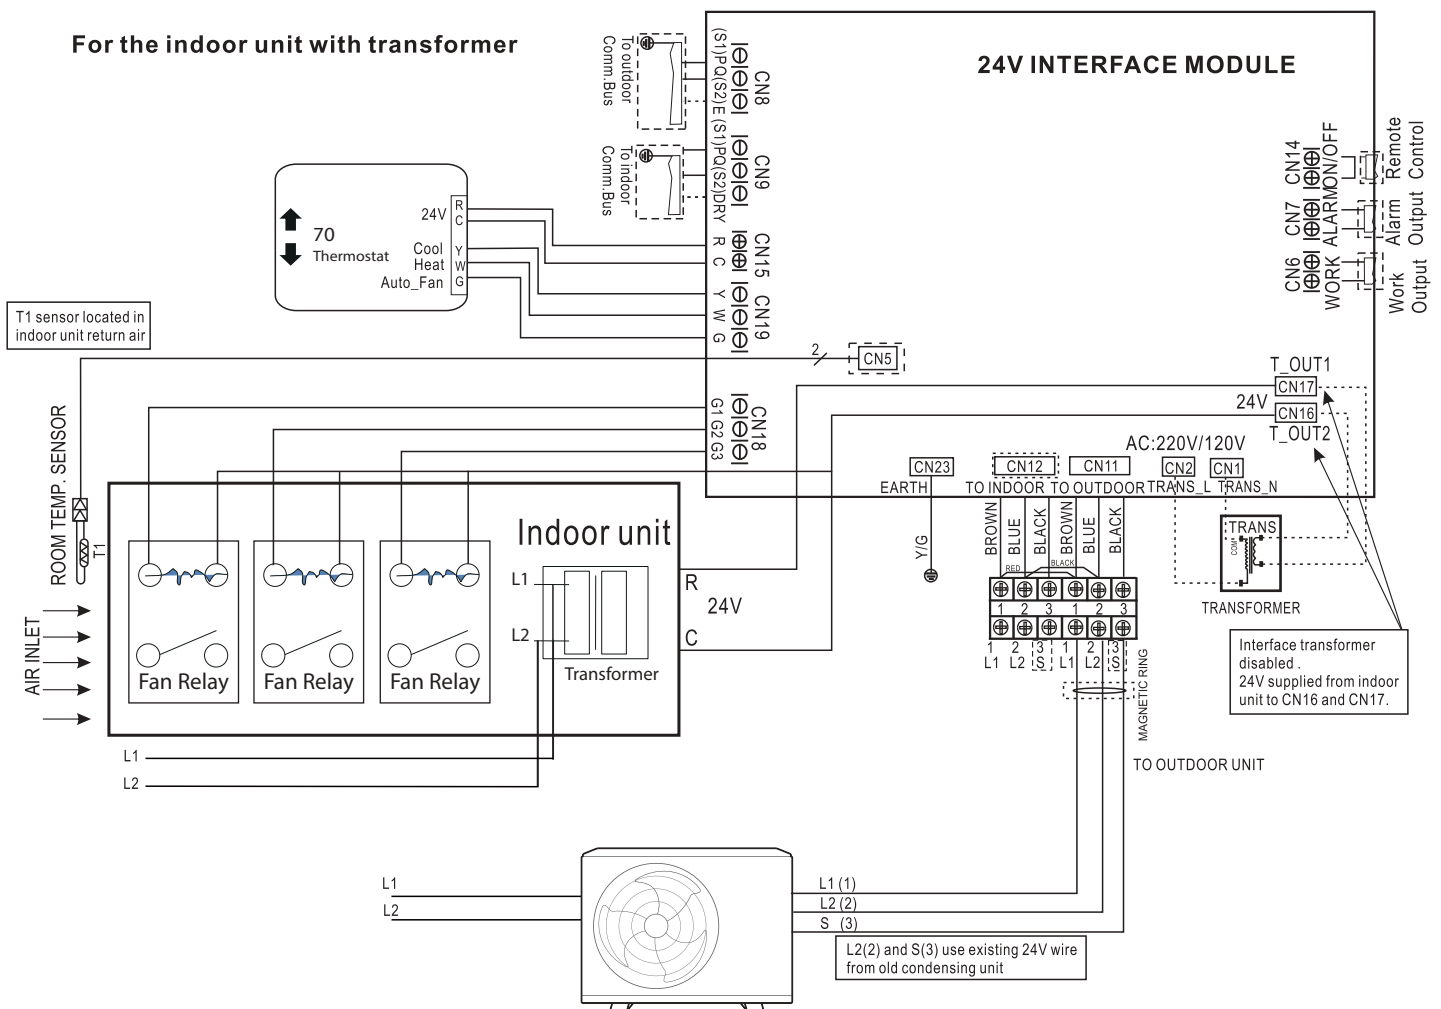 For the indoor unit with transformer
24V INTERFACE MODULE
To outdoor
Comm.Bus
(S1)PQ(S2)E
CN8
To indoor
Comm.Bus
(S1)PQ(S2)DRY
CN9
R
C
CN15
Y
W
G
CN19
G1 G2 G3
CN18
24V
R
C
Cool
Y
Heat
W
Auto_Fan
G
70
Thermostat
T1 sensor located in
indoor unit return air
2
CN5
CN14
ON/OFF
Remote
Control
CN7
ALARM
Alarm
Output
CN6
WORK
Work
Output
T_OUT1
CN17
24V
CN16
T_OUT2
AC:220V/120V
CN23
CN12
CN11
CN2
CN1
EARTH
TO INDOOR
TO OUTDOOR
TRANS_L
TRANS_N
Y/G
BROWN
BLUE
BLACK
BROWN
BLUE
BLACK
RED
BLACK
1 2 3 1 2 3
1 2 3 1 2 3
L1 L2 S L1 L2 S
MAGNETIC RING
TO OUTDOOR UNIT
TRANS
COM
TRANSFORMER
Interface transformer
disabled .
24V supplied from indoor
unit to CN16 and CN17.
ROOM TEMP. SENSOR
T1
AIR INLET
Indoor unit
Fan Relay
Fan Relay
Fan Relay
L1
L2
Transformer
R
24V
C
L1
L2
L1
L2
L1 (1)
L2 (2)
S (3)
L2(2) and S(3) use existing 24V wire
from old condensing unit